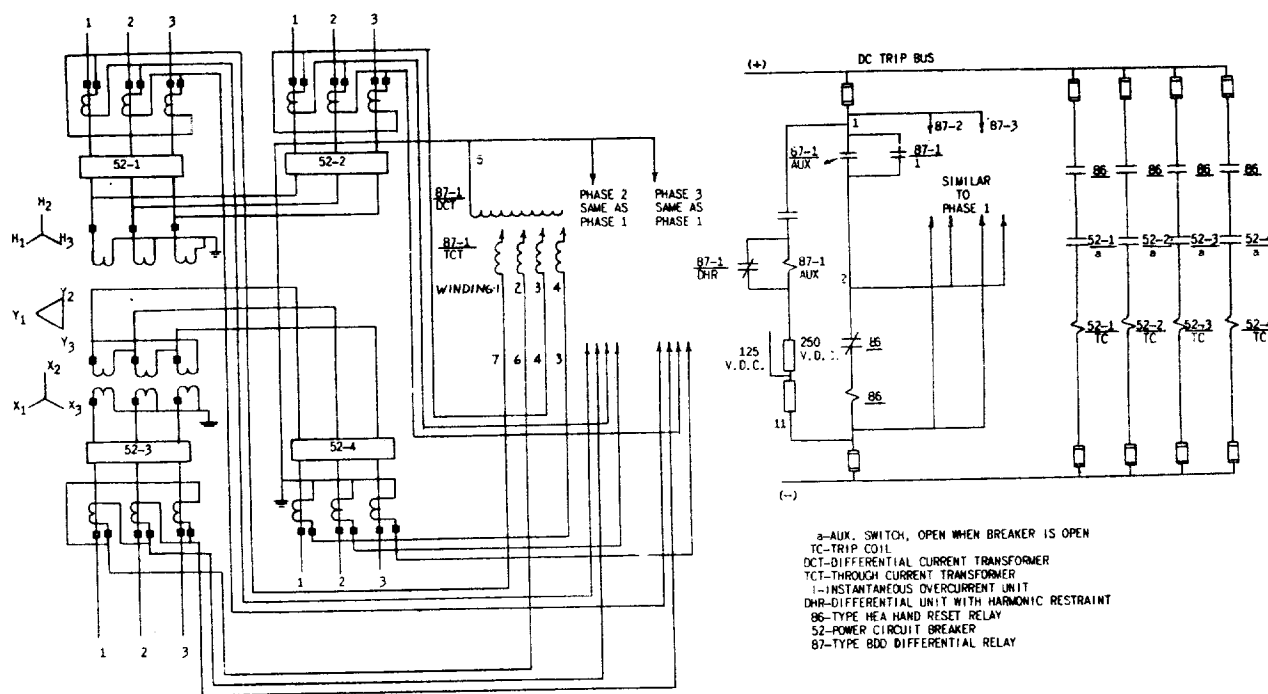 1 2 3
1 2 3
52-1
52-2
H2
H1 H3
Y2
Y1
Y3
X2
X1 X3
52-3
52-4
1 2 3
1 2 3
5
87-1
DCT
87-1
TCT
WINDING-1 2 3 4
7 6 4 3
PHASE 2
SAME AS
PHASE 1
PHASE 3
SAME AS
PHASE 1
(+) DC TRIP BUS
1
87-2 87-3
87-1
AUX
87-1
1
SIMILAR
TO
PHASE 1
87-1
DHR
87-1
AUX
2
125
V.D.C.
250
V.D.C.
86
86
11
(--)
86 86 86 86
52-1 52-2 52-3 52-4
a a a a
52-1 52-2 52-3 52-4
TC TC TC TC
a-AUX. SWITCH, OPEN WHEN BREAKER IS OPEN
TC-TRIP COIL
DCT-DIFFERENTIAL CURRENT TRANSFORMER
TCT-THROUGH CURRENT TRANSFORMER
I-INSTANTANEOUS OVERCURRENT UNIT
DHR-DIFFERENTIAL UNIT WITH HARMONIC RESTRAINT
86-TYPE HEA HAND RESET RELAY
52-POWER CIRCUIT BREAKER
87-TYPE BDD DIFFERENTIAL RELAY